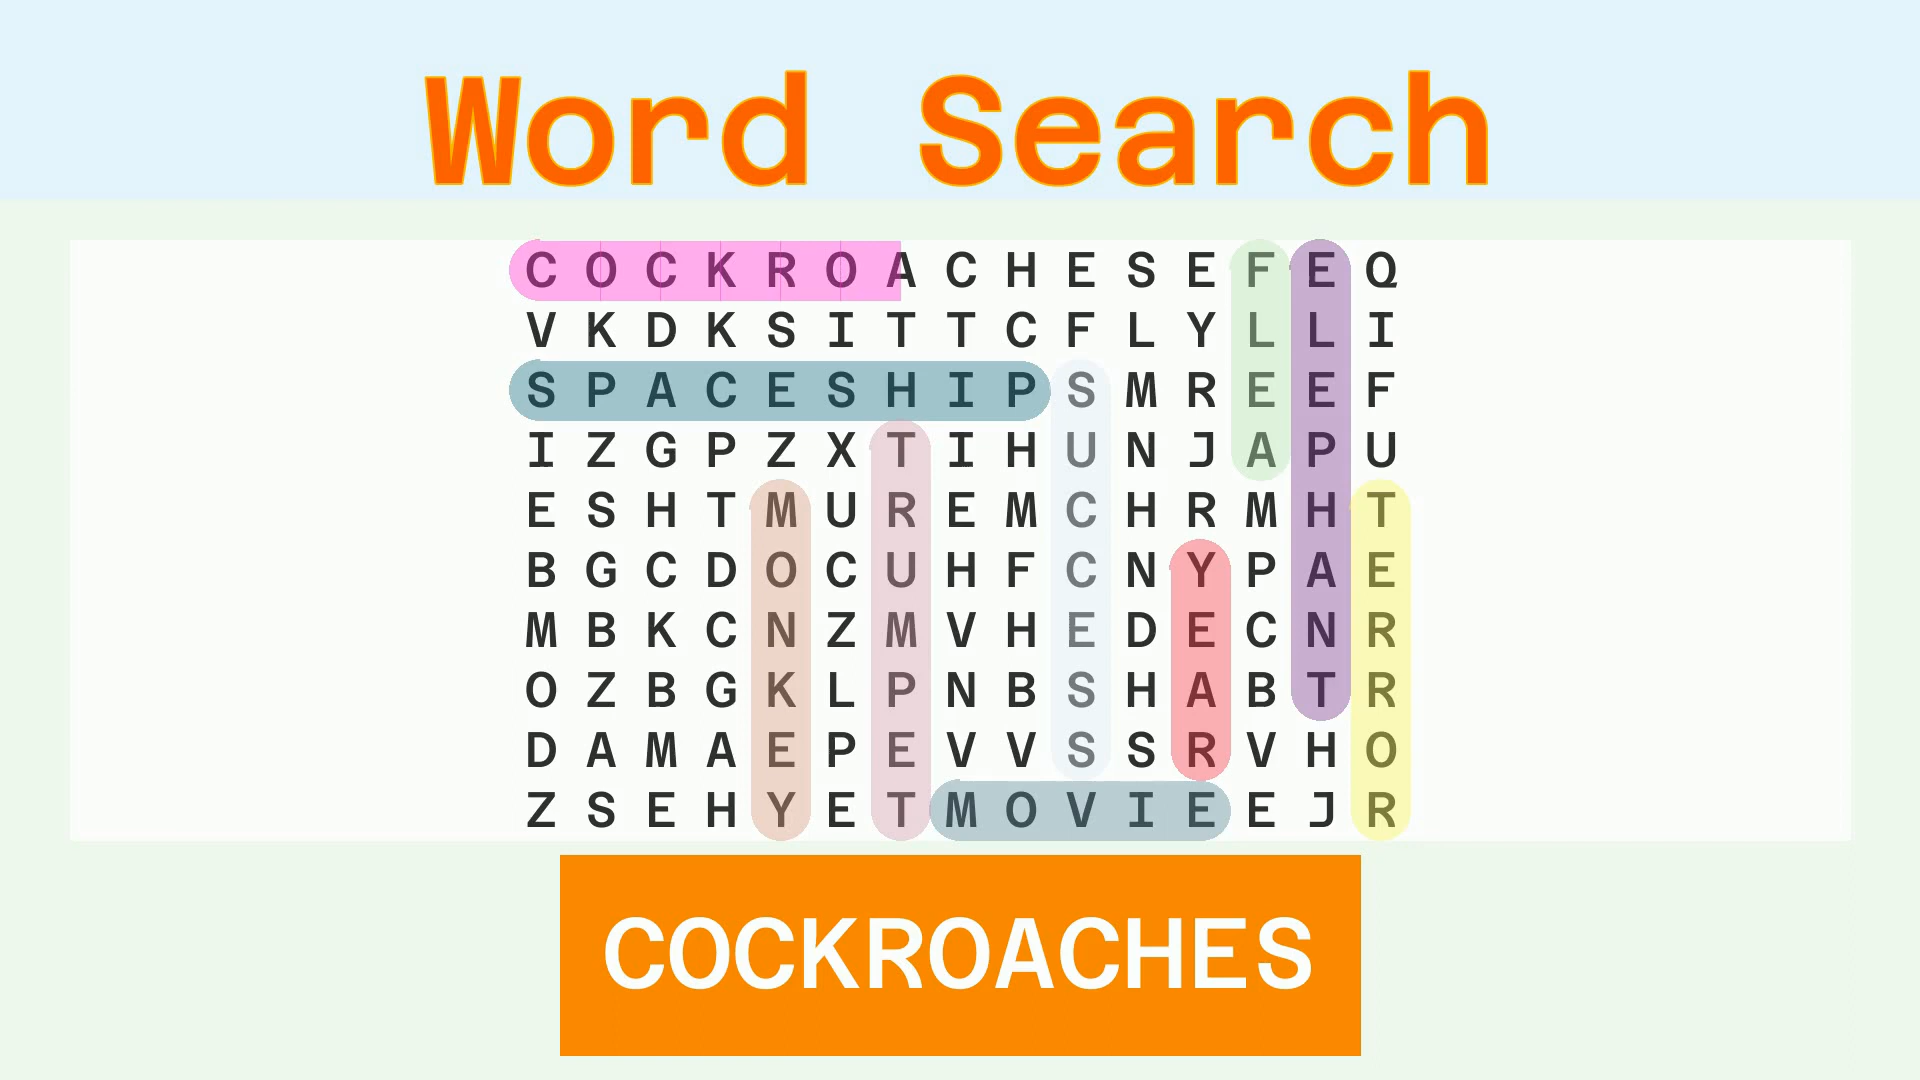 Word Search
C O C K R O A C H E S E F E Q
V K D K S I T T C F L Y L L I
S P A C E S H I P S M R E E F
I Z G P Z X T I H U N J A P U
E S H T M U R E M C H R M H T
B G C D O C U H F C N Y P A E
M B K C N Z M V H E D E C N R
O Z B G K L P N B S H A B T R
D A M A E P E V V S S R V H O
Z S E H Y E T M O V I E E J R
COCKROACHES